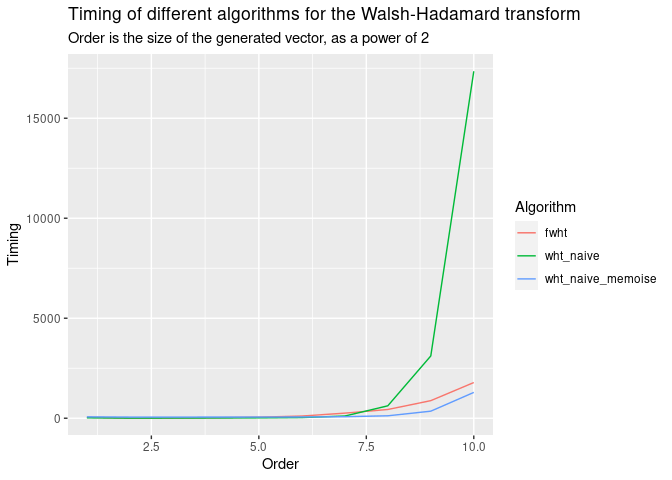 Timing of different algorithms for the Walsh-Hadamard transform
Order is the size of the generated vector, as a power of 2
15000
10000
5000
0
Timing
2.5
5.0
7.5
10.0
Order
Algorithm
fwht
wht_naive
wht_naive_memoise